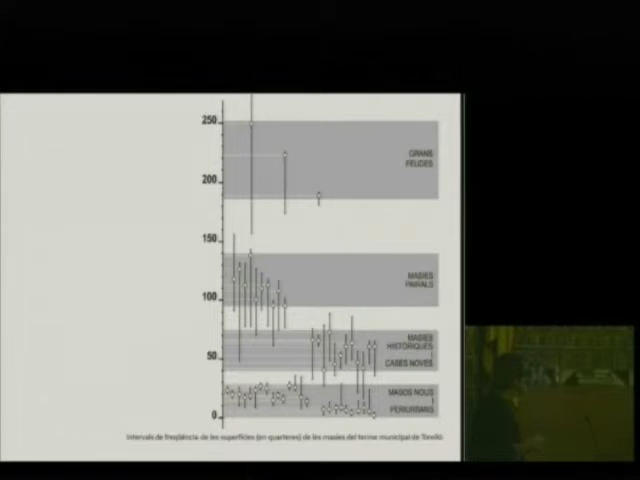 250
GRANS
FEUDES
200
150
MASIES
PAIRALS
100
MASIES
HISTÒRIQUES
I
CASES NOVES
50
MASOS NOUS
I
PERIURBANS
0
Intervals de freqüència de les superfícies (en quarteres) de les masies del terme municipal de Torelló